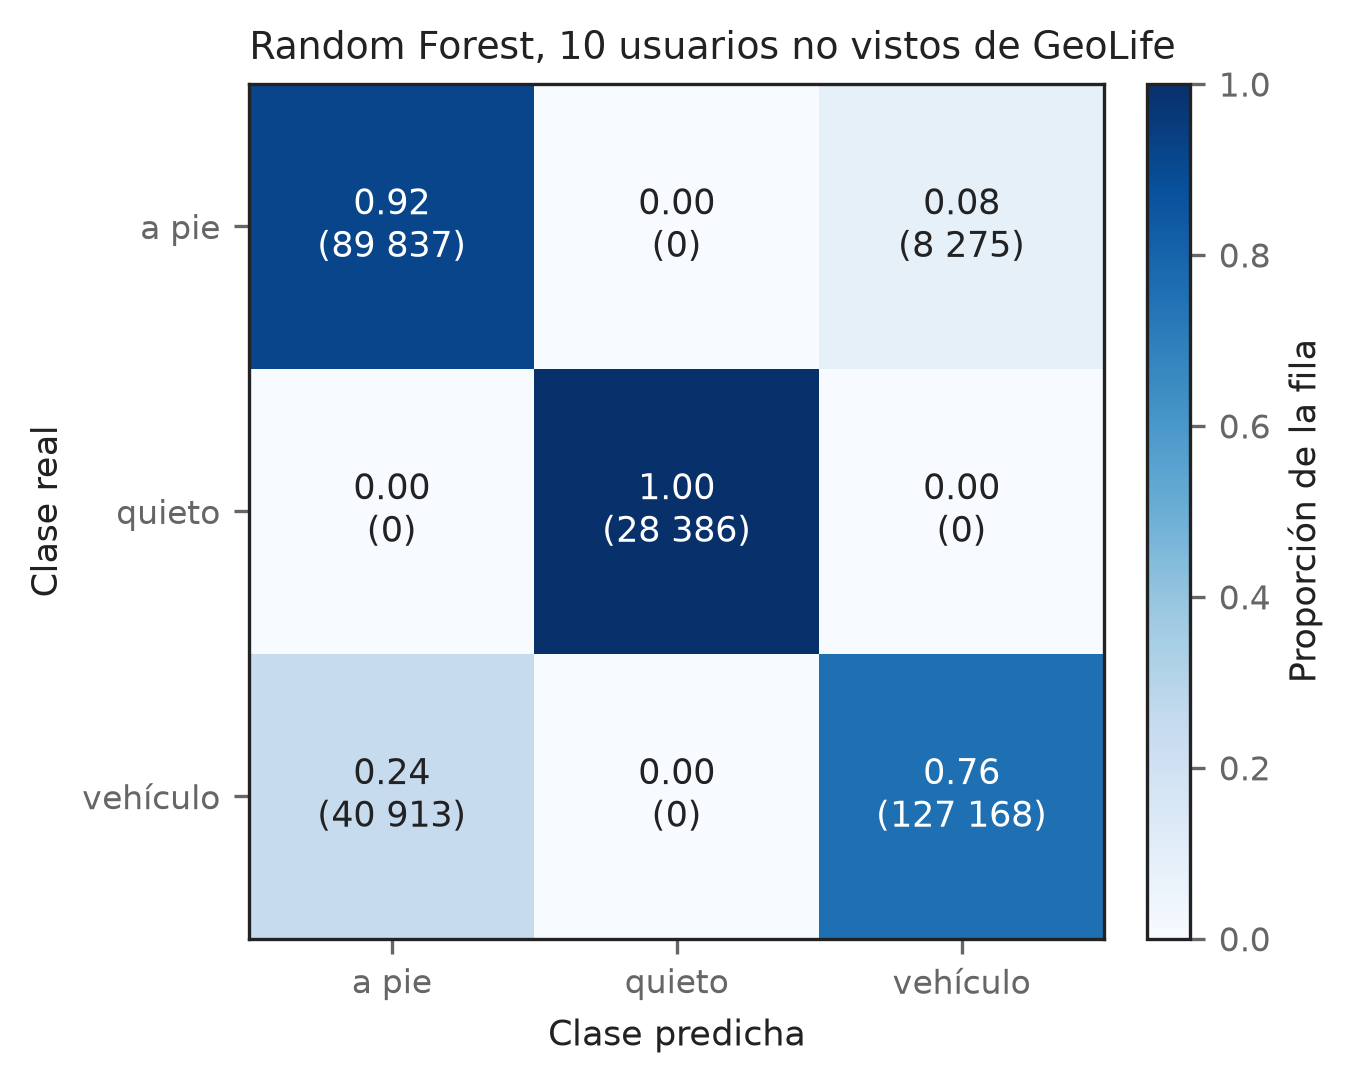 Random Forest, 10 usuarios no vistos de GeoLife
Clase real
a pie
quieto
vehículo
0.92
(89 837)
0.00
(0)
0.08
(8 275)
0.00
(0)
1.00
(28 386)
0.00
(0)
0.24
(40 913)
0.00
(0)
0.76
(127 168)
a pie
quieto
vehículo
Clase predicha
1.0
0.8
0.6
0.4
0.2
0.0
Proporción de la fila